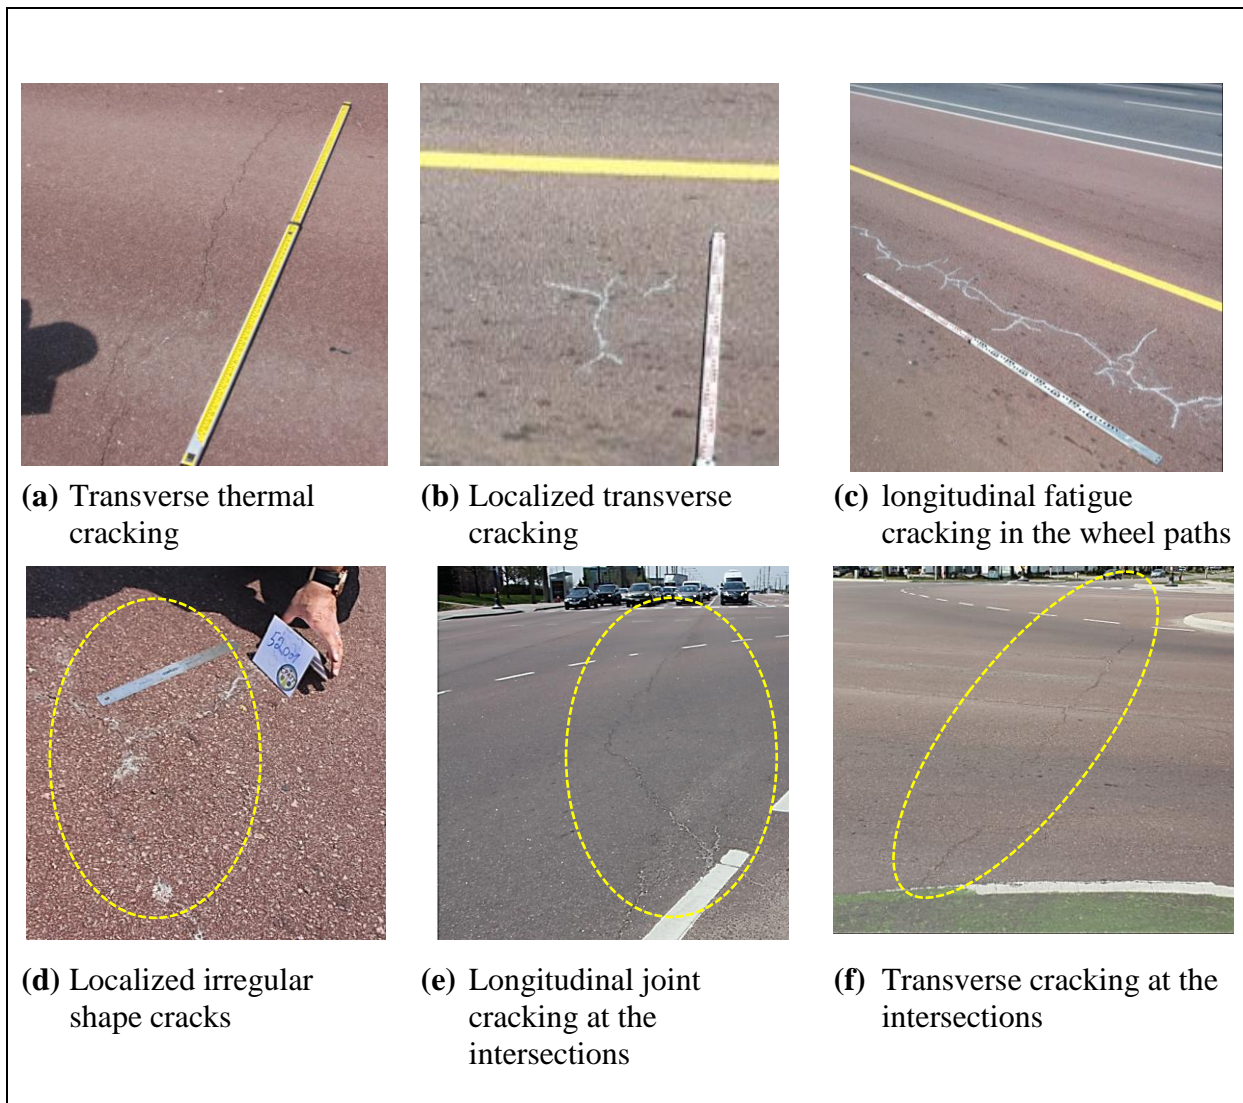 (a) Transverse thermal
cracking
(b) Localized transverse
cracking
(c) longitudinal fatigue
cracking in the wheel paths
52001
(d) Localized irregular
shape cracks
(e) Longitudinal joint
cracking at the
intersections
(f) Transverse cracking at the
intersections